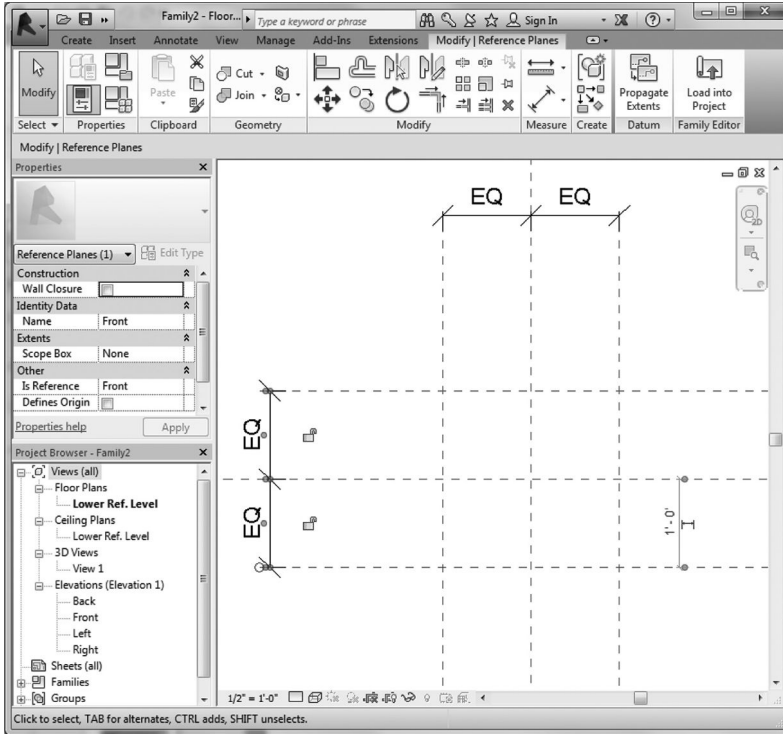 Family2 - Floor... Type a keyword or phrase Sign In
Create Insert Annotate View Manage Add-Ins Extensions Modify | Reference Planes
Modify Paste Cut Join Propagate Extents Load into Project
Select Properties Clipboard Geometry Modify Measure Create Datum Family Editor
Modify | Reference Planes
Properties
Reference Planes (1) Edit Type
Construction
Wall Closure
Identity Data
Name Front
Extents
Scope Box None
Other
Is Reference Front
Defines Origin
Properties help Apply
Project Browser - Family2
Views (all)
Floor Plans
Lower Ref. Level
Ceiling Plans
Lower Ref. Level
3D Views
View 1
Elevations (Elevation 1)
Back
Front
Left
Right
Sheets (all)
Families
Groups
EQ EQ
EQ
EQ
1' - 0"
2D
1/2" = 1'-0"
Click to select, TAB for alternates, CTRL adds, SHIFT unselects.